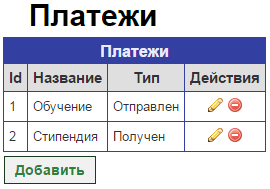 Платежи
Платежи
Id Название Тип Действия
1 Обучение Отправлен
2 Стипендия Получен
Добавить